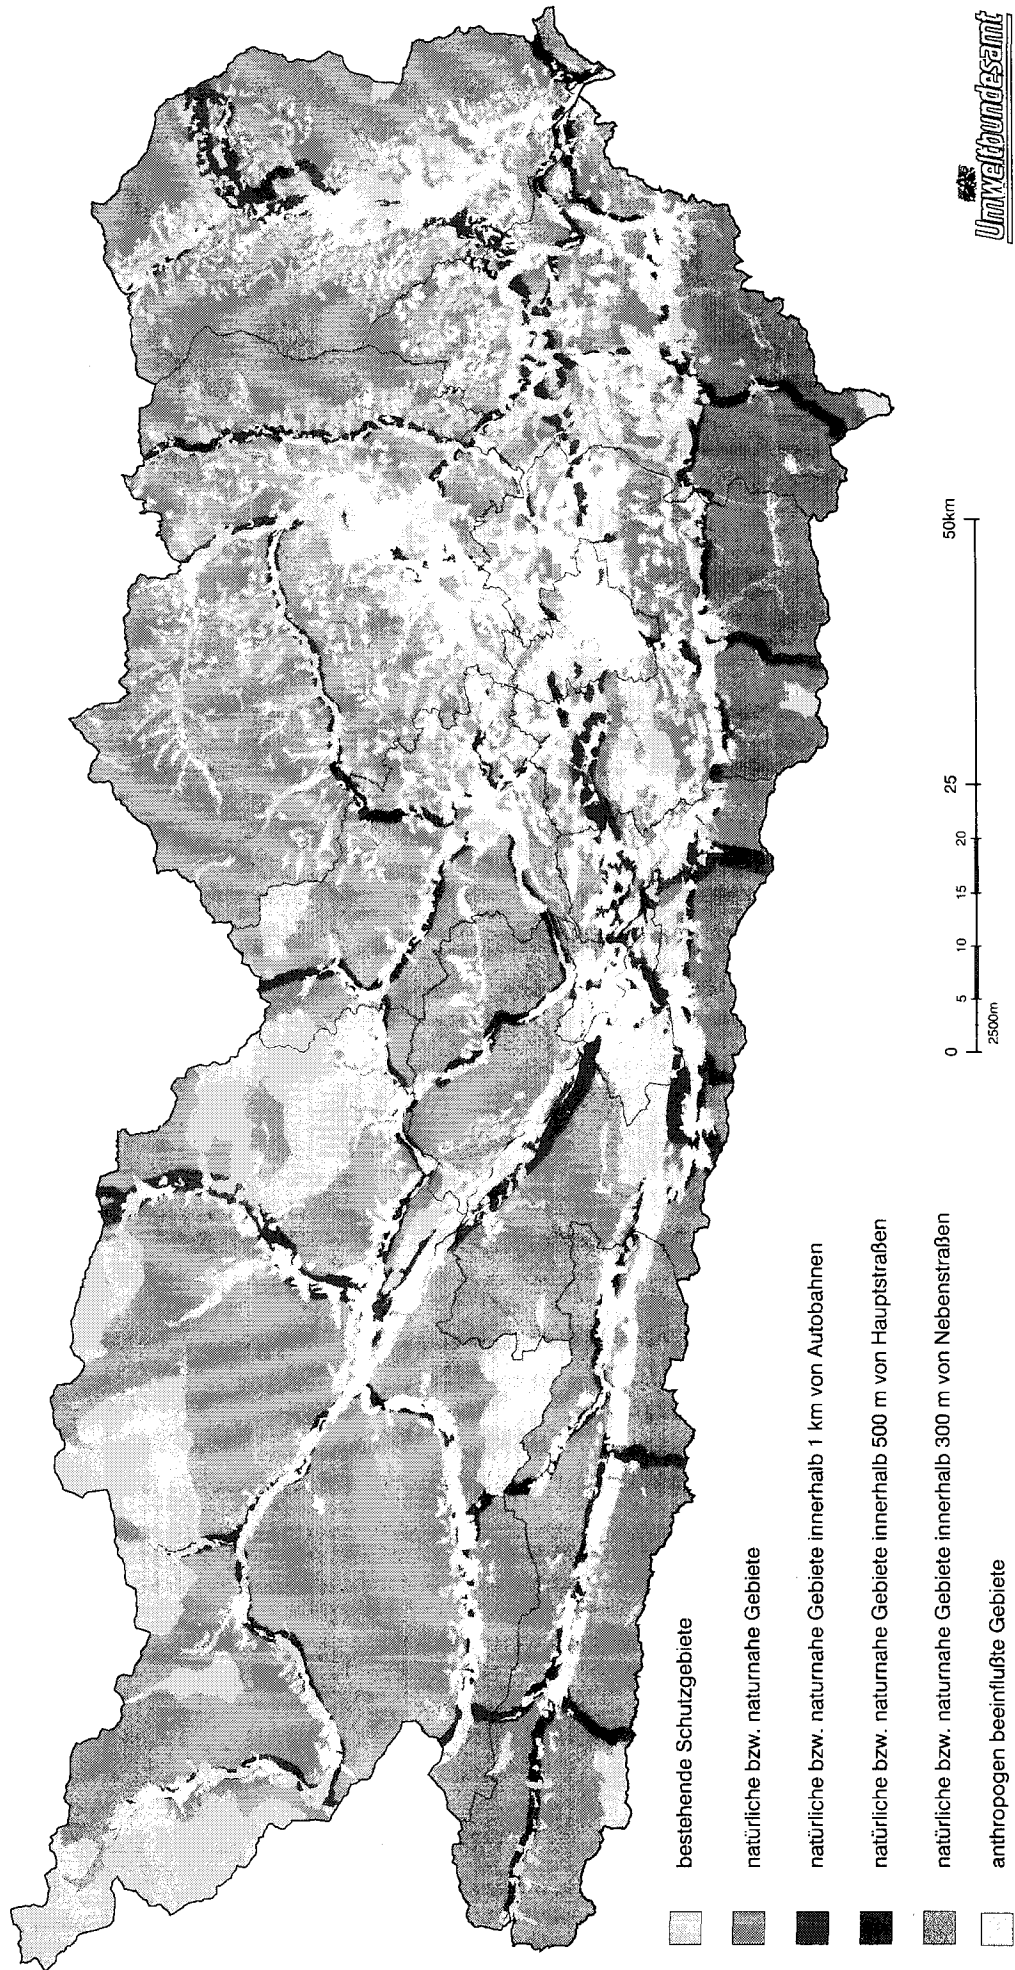 Umweltbundesamt
0 5 10 15 20 25 50km
2500m
bestehende Schutzgebiete
natürliche bzw. naturnahe Gebiete
natürliche bzw. naturnahe Gebiete innerhalb 1 km von Autobahnen
natürliche bzw. naturnahe Gebiete innerhalb 500 m von Hauptstraßen
natürliche bzw. naturnahe Gebiete innerhalb 300 m von Nebenstraßen
anthropogen beeinflußte Gebiete